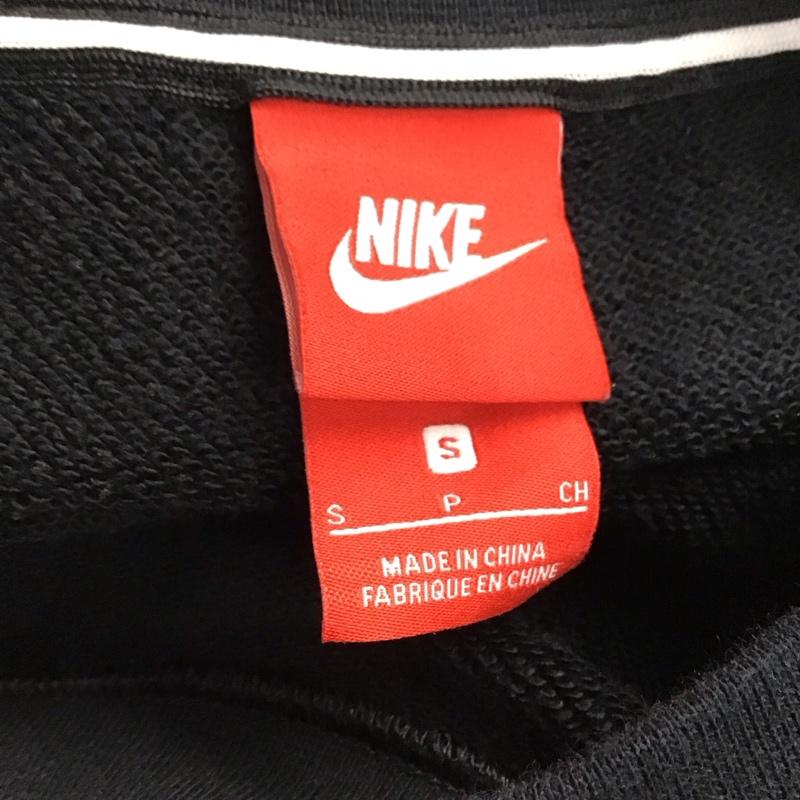 NIKE
S
S P CH
MADE IN CHINA
FABRIQUE EN CHINE